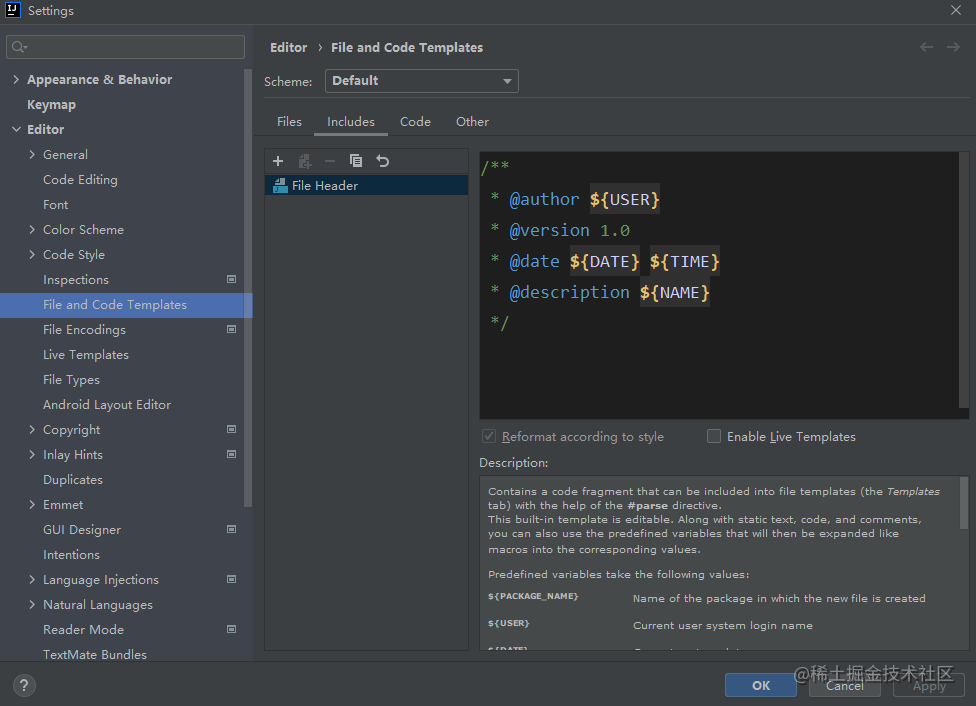 Settings
Editor › File and Code Templates
Scheme: Default
Files Includes Code Other
Appearance & Behavior
Keymap
Editor
General
Code Editing
Font
Color Scheme
Code Style
Inspections
File and Code Templates
File Encodings
Live Templates
File Types
Android Layout Editor
Copyright
Inlay Hints
Duplicates
Emmet
GUI Designer
Intentions
Language Injections
Natural Languages
Reader Mode
TextMate Bundles
File Header
/**
* @author ${USER}
* @version 1.0
* @date ${DATE} ${TIME}
* @description ${NAME}
*/
Reformat according to style Enable Live Templates
Description:
Contains a code fragment that can be included into file templates (the Templates
tab) with the help of the #parse directive.
This built-in template is editable. Along with static text, code, and comments,
you can also use the predefined variables that will then be expanded like
macros into the corresponding values.
Predefined variables take the following values:
${PACKAGE_NAME} Name of the package in which the new file is created
${USER} Current user system login name
?
OK Cancel Apply
@稀土掘金技术社区